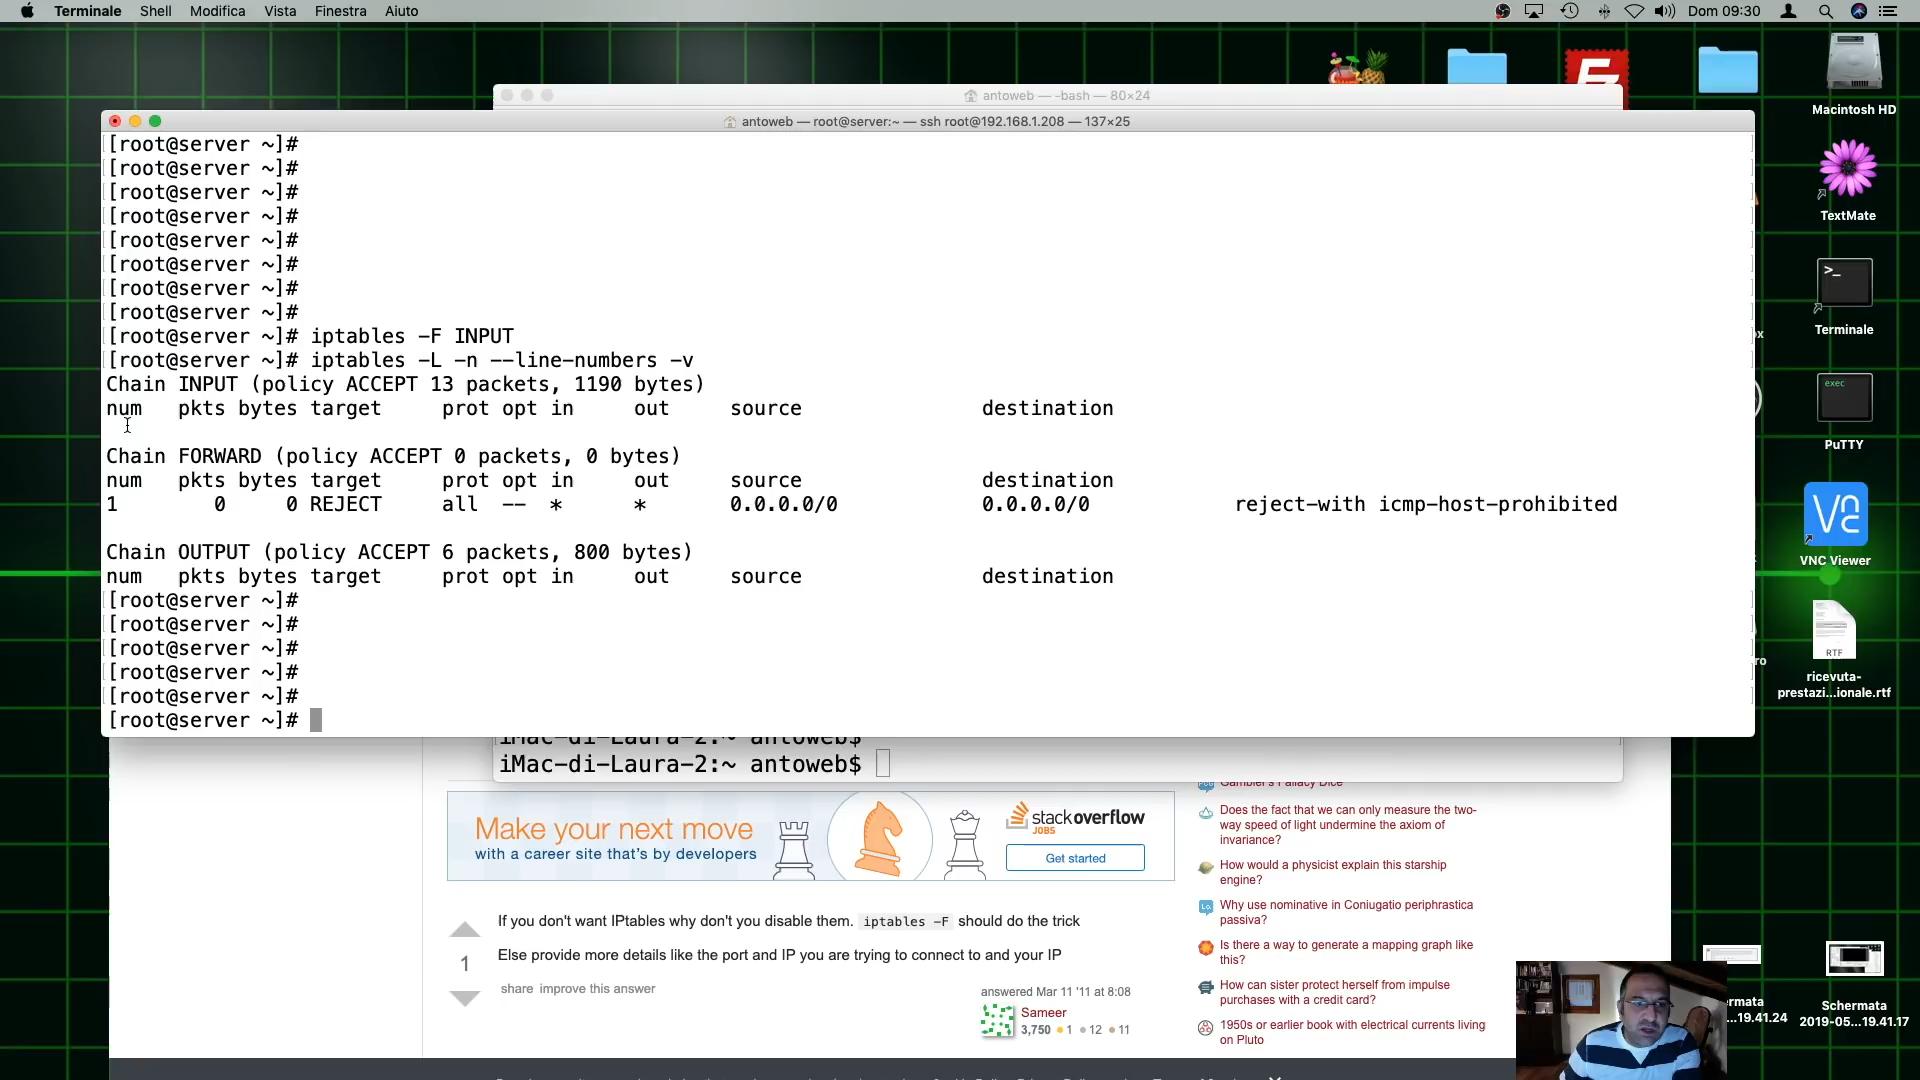 Terminale Shell Modifica Vista Finestra Aiuto
Dom 09:30
antoweb — -bash — 80×24
antoweb — root@server:~ — ssh root@192.168.1.208 — 137×25
[root@server ~]#
[root@server ~]#
[root@server ~]#
[root@server ~]#
[root@server ~]#
[root@server ~]#
[root@server ~]#
[root@server ~]#
[root@server ~]# iptables -F INPUT
[root@server ~]# iptables -L -n --line-numbers -v
Chain INPUT (policy ACCEPT 13 packets, 1190 bytes)
num pkts bytes target prot opt in out source destination
Chain FORWARD (policy ACCEPT 0 packets, 0 bytes)
num pkts bytes target prot opt in out source destination
1 0 0 REJECT all -- * * 0.0.0.0/0 0.0.0.0/0 reject-with icmp-host-prohibited
Chain OUTPUT (policy ACCEPT 6 packets, 800 bytes)
num pkts bytes target prot opt in out source destination
[root@server ~]#
[root@server ~]#
[root@server ~]#
[root@server ~]#
[root@server ~]#
[root@server ~]#
iMac-di-Laura-2:~ antoweb$
iMac-di-Laura-2:~ antoweb$
Make your next move
with a career site that's by developers
stackoverflow
JOBS
Get started
If you don't want IPtables why don't you disable them. iptables -F should do the trick
Else provide more details like the port and IP you are trying to connect to and your IP
1
share improve this answer
answered Mar 11 '11 at 8:08
Sameer
3,750 1 12 11
Gambler's Fallacy Dice
Does the fact that we can only measure the two-
way speed of light undermine the axiom of
invariance?
How would a physicist explain this starship
engine?
Why use nominative in Coniugatio periphrastica
passiva?
Is there a way to generate a mapping graph like
this?
How can sister protect herself from impulse
purchases with a credit card?
1950s or earlier book with electrical currents living
on Pluto
Macintosh HD
TextMate
Terminale
exec
PuTTY
VNC Viewer
RTF
ricevuta-
prestazi...ionale.rtf
ermata
...19.41.24
Schermata
2019-05...19.41.17